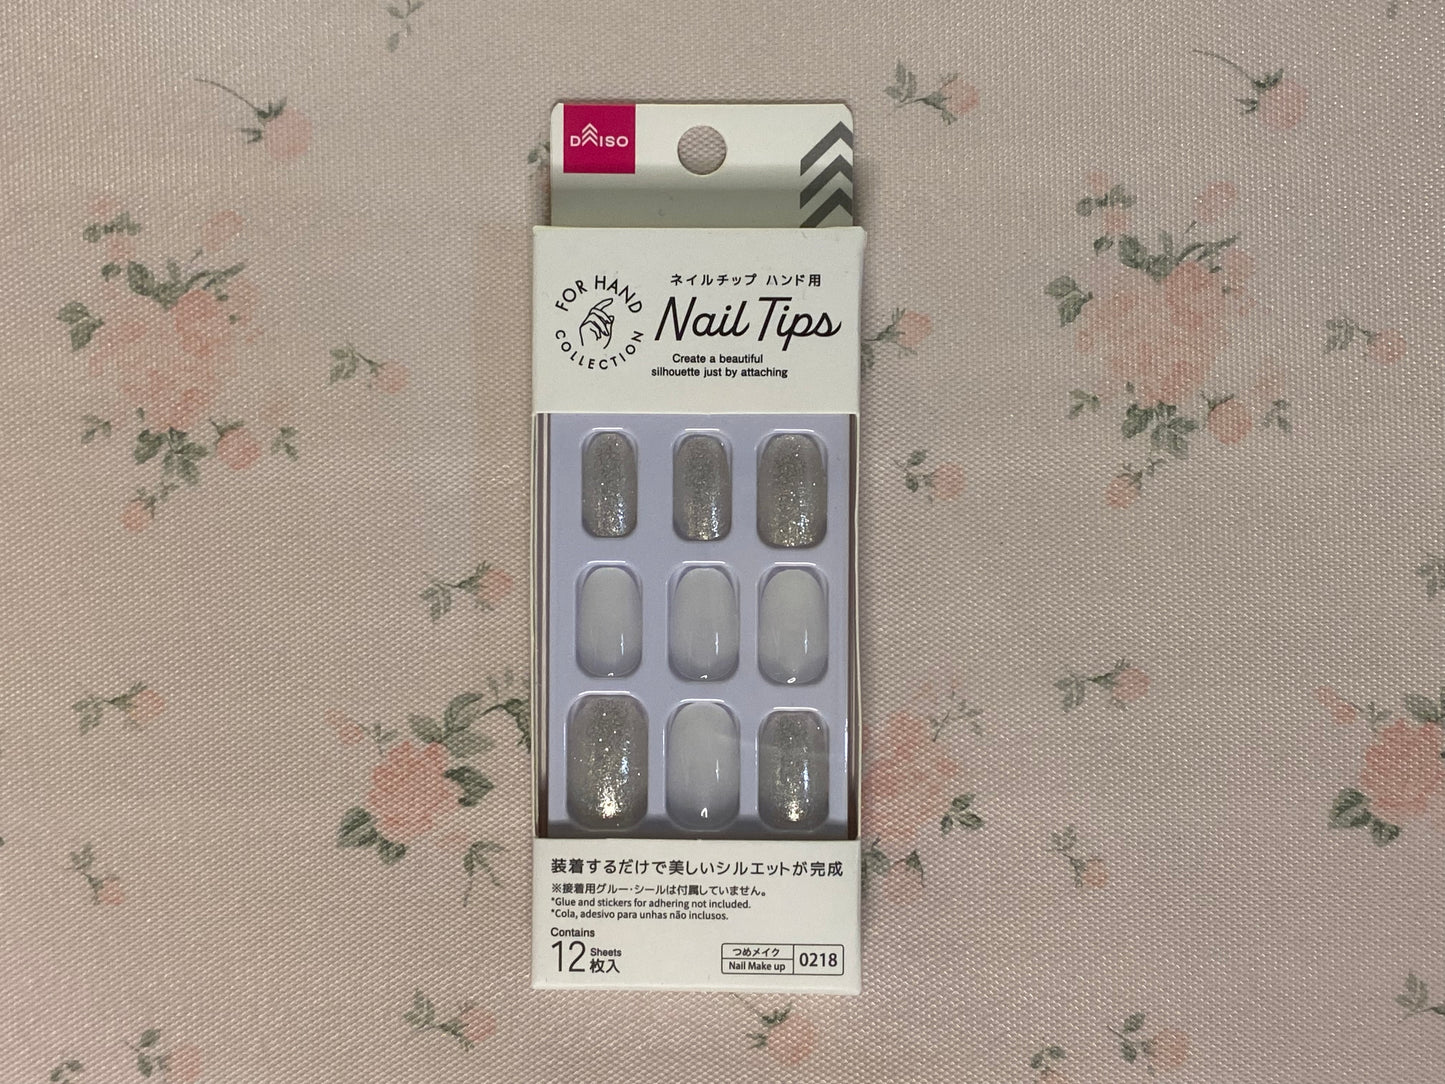 DAISO
FOR HAND
COLLECTION
ネイルチップ ハンド用
Nail Tips
Create a beautiful
silhouette just by attaching
装着するだけで美しいシルエットが完成
※接着用グルー・シールは付属していません。
*Glue and stickers for adhering not included.
*Cola, adesivo para unhas não inclusos.
Contains
12 Sheets
枚入
つめメイク
Nail Make up
0218